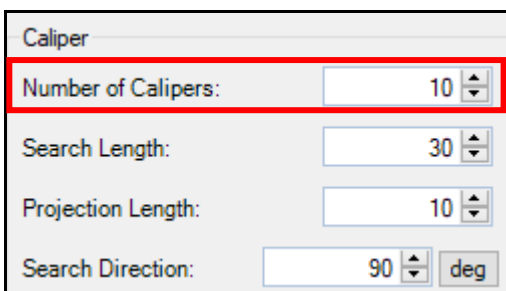 Caliper
Number of Calipers: 10
Search Length: 30
Projection Length: 10
Search Direction: 90 deg